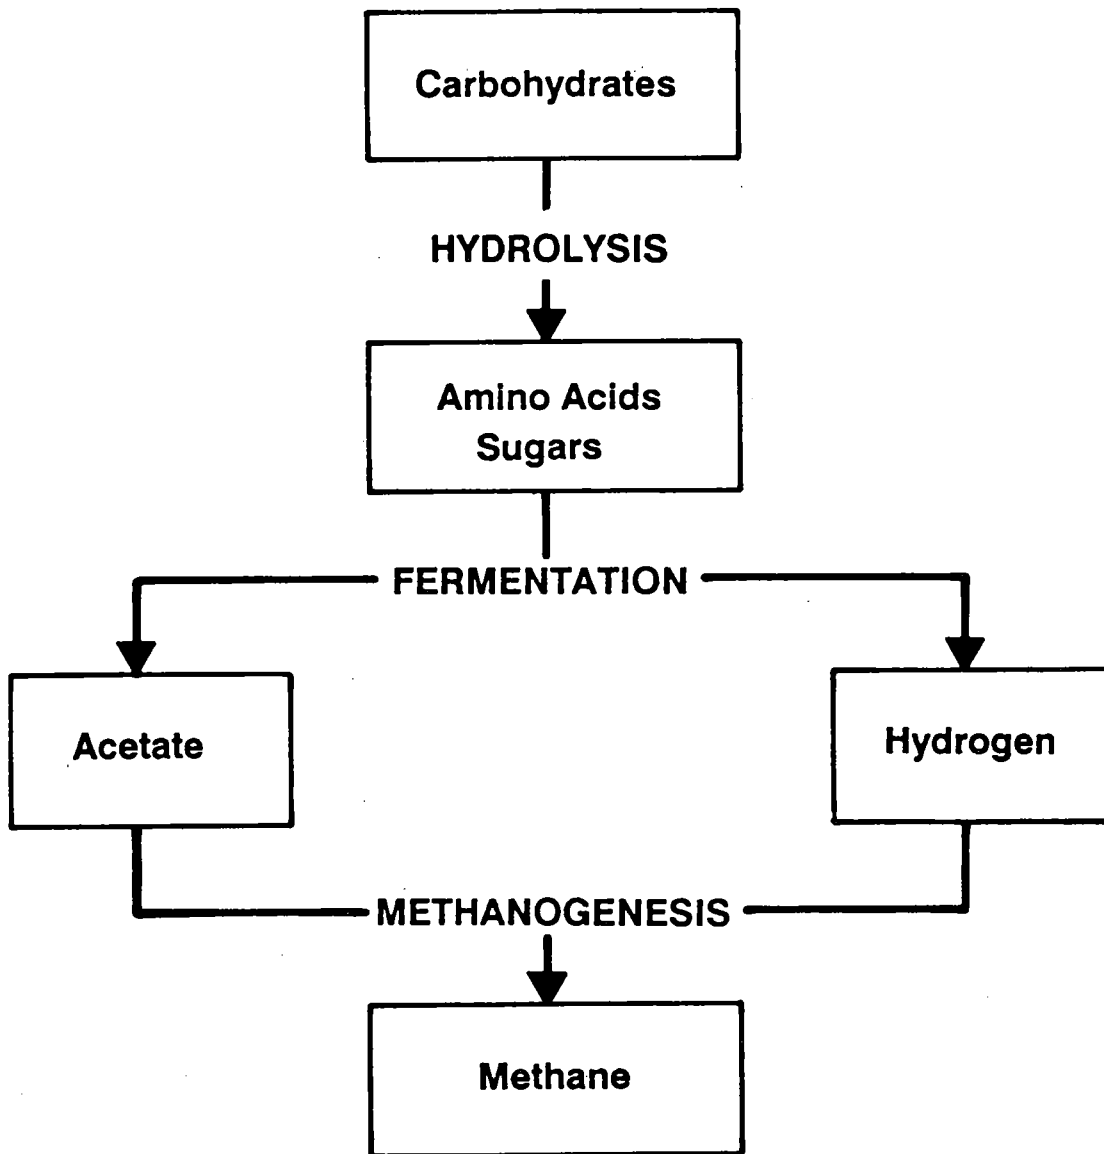 Carbohydrates
HYDROLYSIS
Amino Acids
Sugars
FERMENTATION
Acetate
Hydrogen
METHANOGENESIS
Methane